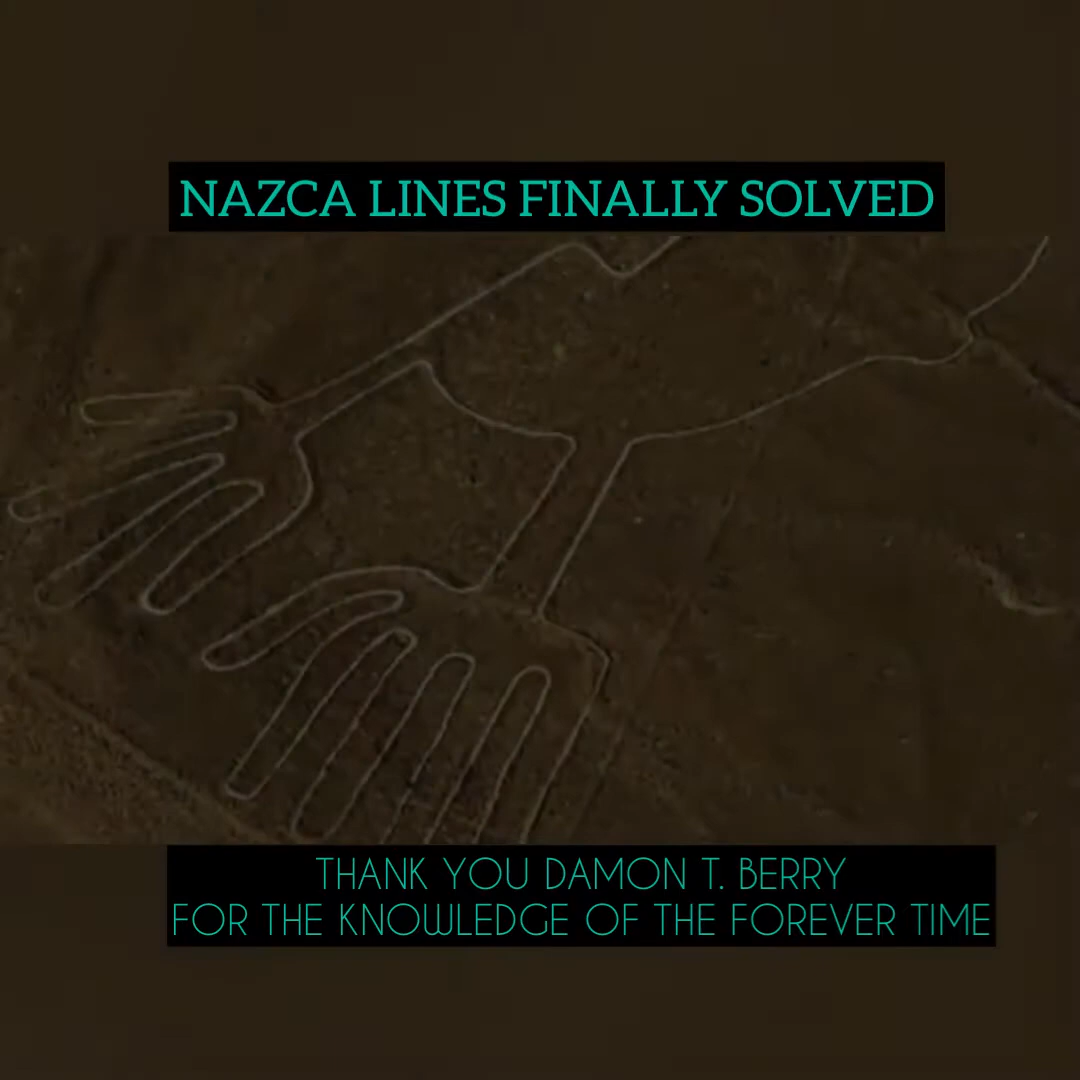 NAZCA LINES FINALLY SOLVED
THANK YOU DAMON T. BERRY
FOR THE KNOWLEDGE OF THE FOREVER TIME